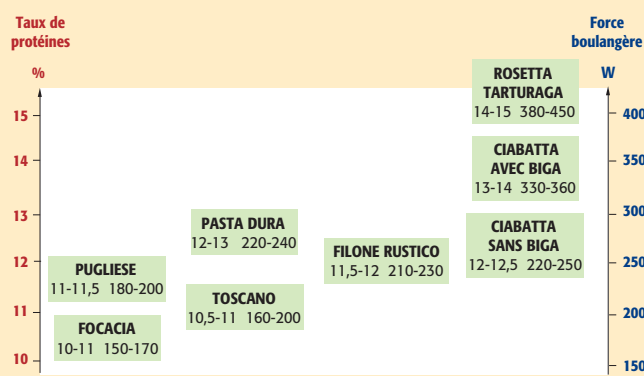 Taux de
protéines
%
Force
boulangère
W
15
14
13
12
11
10
400
350
300
250
200
150
ROSETTA
TARTURAGA
14-15 380-450
CIABATTA
AVEC BIGA
13-14 330-360
PASTA DURA
12-13 220-240
CIABATTA
SANS BIGA
12-12,5 220-250
FILONE RUSTICO
11,5-12 210-230
PUGLIESE
11-11,5 180-200
TOSCANO
10,5-11 160-200
FOCACIA
10-11 150-170